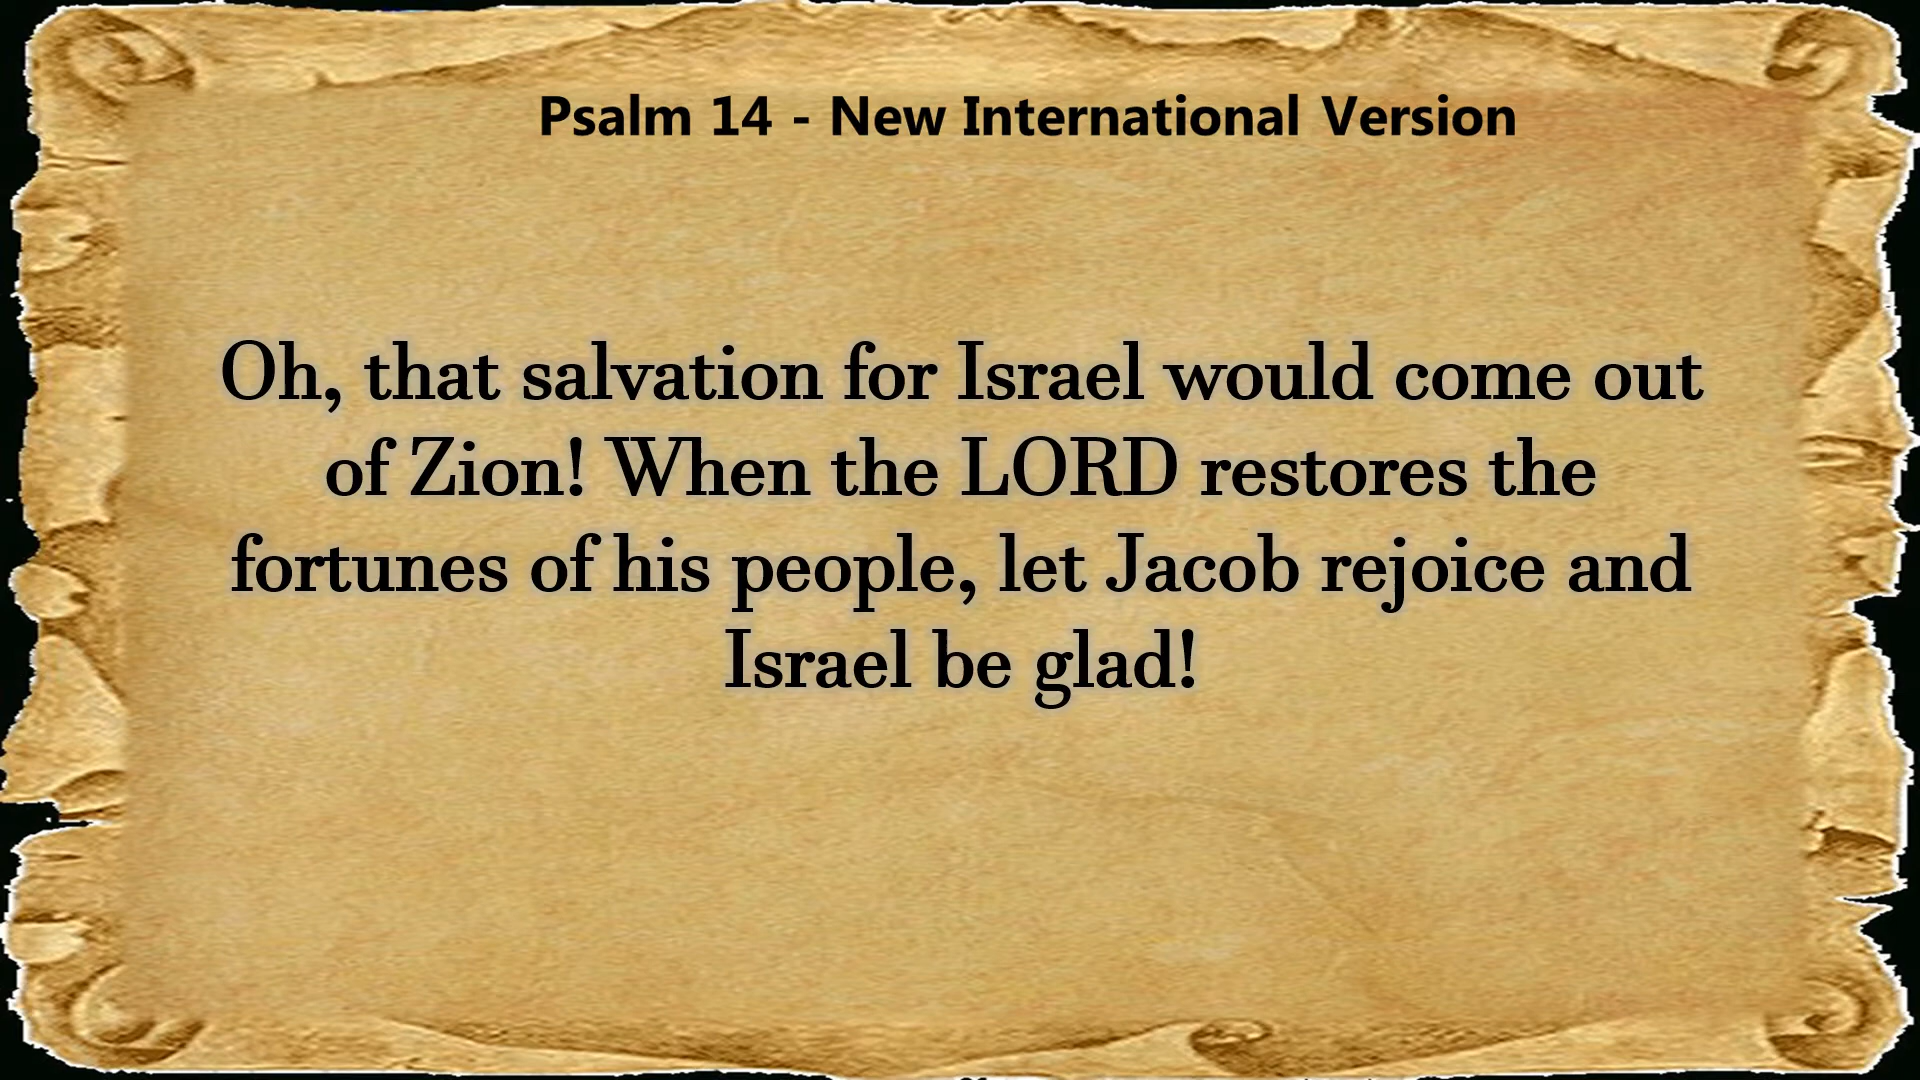 Psalm 14 - New International Version
Oh, that salvation for Israel would come out
of Zion! When the LORD restores the
fortunes of his people, let Jacob rejoice and
Israel be glad!